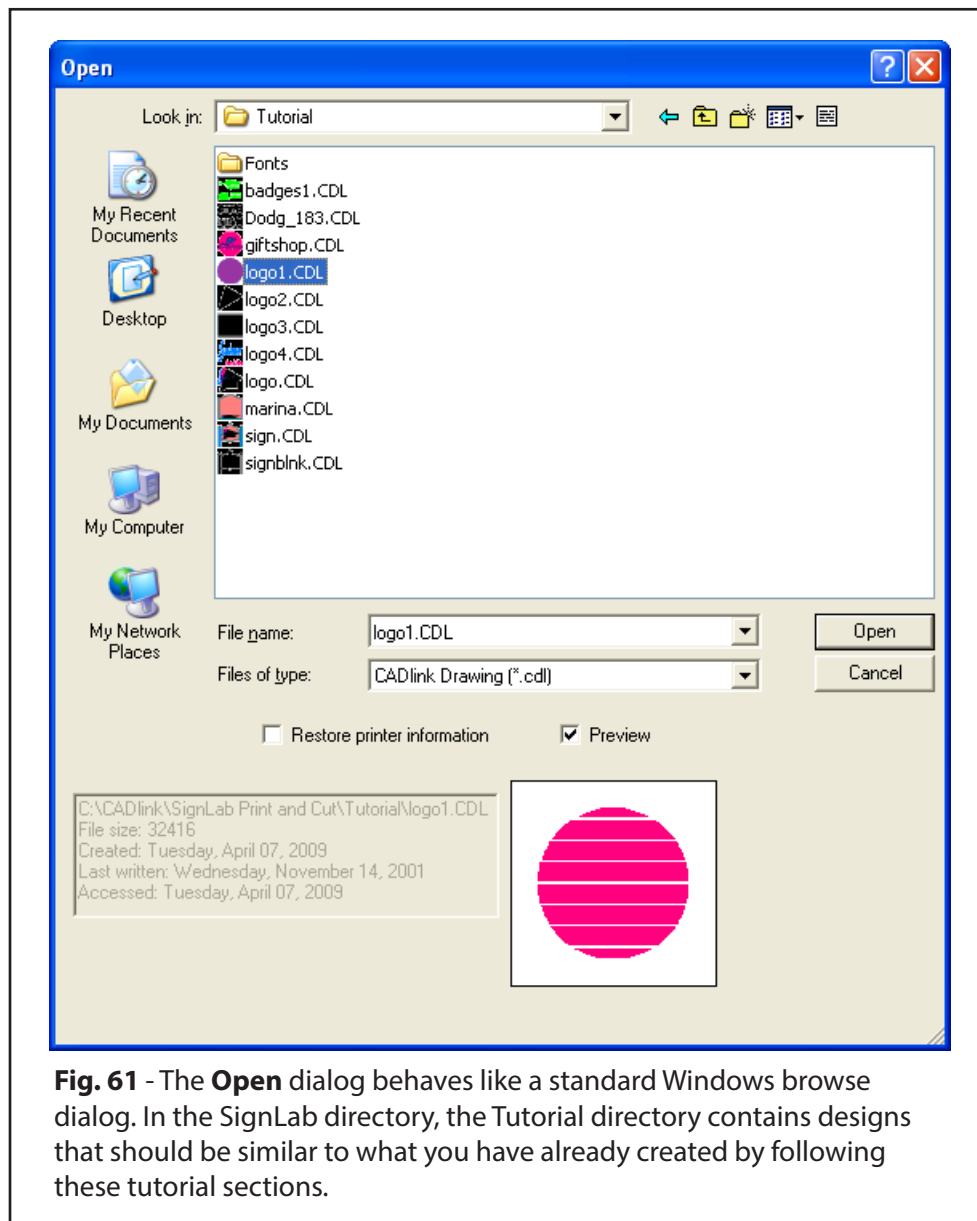 Open
Look in:
Tutorial
My Recent
Documents
Desktop
My Documents
My Computer
My Network
Places
Fonts
badges1.CDL
Dodg_183.CDL
giftshop.CDL
logo1.CDL
logo2.CDL
logo3.CDL
logo4.CDL
logo.CDL
marina.CDL
sign.CDL
signblnk.CDL
File name:
logo1.CDL
Open
Files of type:
CADlink Drawing (*.cdl)
Cancel
Restore printer information
Preview
C:\CADlink\SignLab Print and Cut\Tutorial\logo1.CDL
File size: 32416
Created: Tuesday, April 07, 2009
Last written: Wednesday, November 14, 2001
Accessed: Tuesday, April 07, 2009
Fig. 61 - The Open dialog behaves like a standard Windows browse
dialog. In the SignLab directory, the Tutorial directory contains designs
that should be similar to what you have already created by following
these tutorial sections.